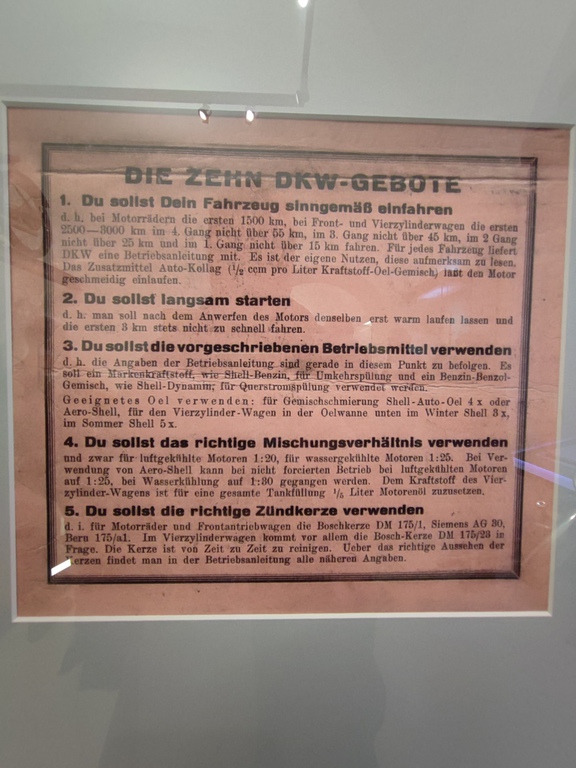 DIE ZEHN DKW-GEBOTE
1. Du sollst Dein Fahrzeug sinngemäß einfahren
d. h. bei Motorrädern die ersten 1500 km, bei Front- und Vierzylinderwagen die ersten
2500—3000 km im 4. Gang nicht über 55 km, im 3. Gang nicht über 45 km, im 2 Gang
nicht über 25 km und im 1. Gang nicht über 15 km fahren. Für jedes Fahrzeug liefert
DKW eine Betriebsanleitung mit. Es ist der eigene Nutzen, diese aufmerksam zu lesen.
Das Zusatzmittel Auto-Kollag (1/2 ccm pro Liter Kraftstoff-Oel-Gemisch) läßt den Motor
geschmeidig einlaufen.
2. Du sollst langsam starten
d. h. man soll nach dem Anwerfen des Motors denselben erst warm laufen lassen und
die ersten 3 km stets nicht zu schnell fahren.
3. Du sollst die vorgeschriebenen Betriebsmittel verwenden
d. h. die Angaben der Betriebsanleitung sind gerade in diesem Punkt zu befolgen. Es
soll ein Markenkraftstoff, wie Shell-Benzin, für Umkehrspülung und ein Benzin-Benzol-
Gemisch, wie Shell-Dynamin, für Querstromspülung verwendet werden.
Geeignetes Oel verwenden: für Gemischschmierung Shell-Auto-Oel 4x oder
Aero-Shell, für den Vierzylinder-Wagen in der Oelwanne unten im Winter Shell 3x,
im Sommer Shell 5x.
4. Du sollst das richtige Mischungsverhältnis verwenden
und zwar für luftgekühlte Motoren 1:20, für wassergekühlte Motoren 1:25. Bei Ver-
wendung von Aero-Shell kann bei nicht forcierten Betrieb bei luftgekühlten Motoren
auf 1:25, bei Wasserkühlung auf 1:30 gegangen werden. Dem Kraftstoff des Vier-
zylinder-Wagens ist für eine gesamte Tankfüllung Liter Motorenöl zuzusetzen.
5. Du sollst die richtige Zündkerze verwenden
d. i. für Motorräder und Frontantriebwagen die Boschkerze DM 175/1, Siemens AG 30,
Beru 175/a1. Im Vierzylinderwagen kommt vor allem die Bosch-Kerze DM 175/23 in
Frage. Die Kerze ist von Zeit zu Zeit zu reinigen. Ueber das richtige Aussehen der
Kerzen findet man in der Betriebsanleitung alle näheren Angaben.